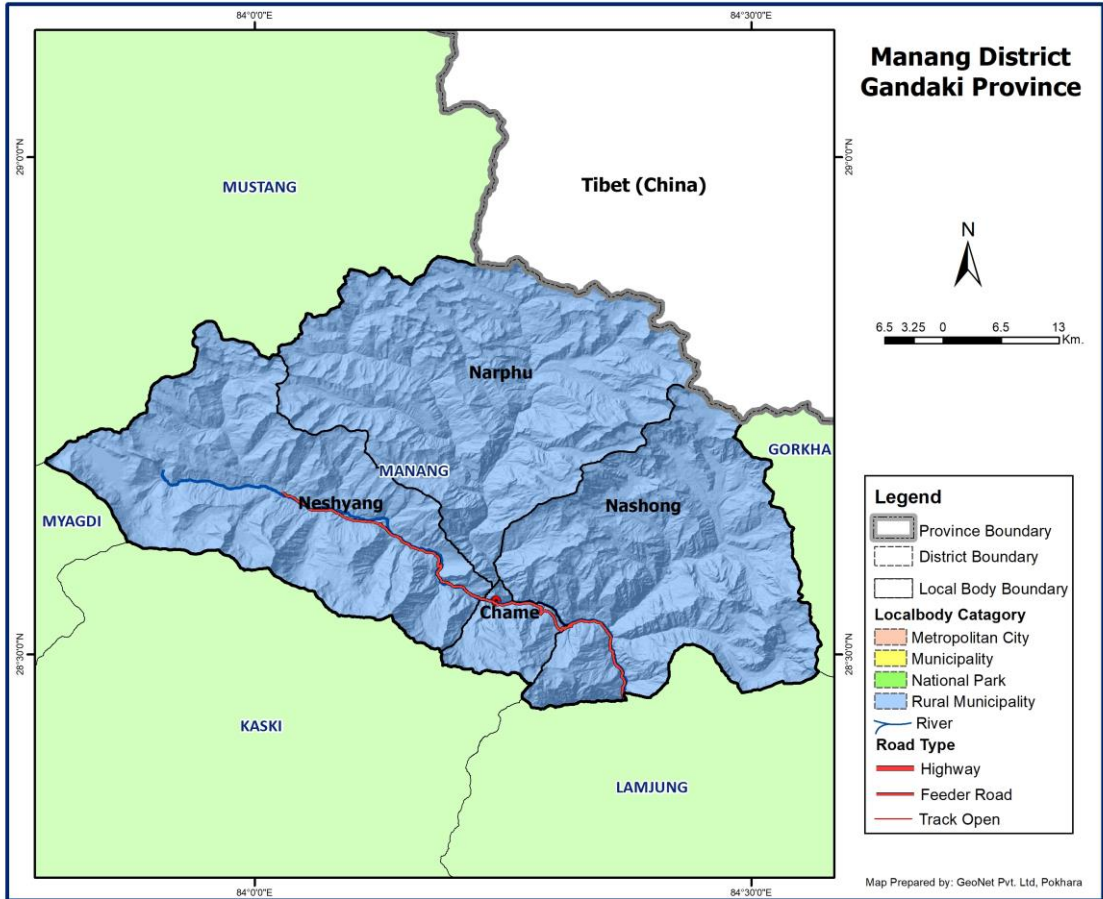 84°0'0"E
84°30'0"E
Manang District
Gandaki Province
29°0'0"N
29°0'0"N
MUSTANG
Tibet (China)
N
6.5 3.25 0 6.5 13
Km.
Narphu
GORKHA
MANANG
Neshyang
Nashong
MYAGDI
Chame
28°30'0"N
28°30'0"N
KASKI
LAMJUNG
Legend
Province Boundary
District Boundary
Local Body Boundary
Localbody Catagory
Metropolitan City
Municipality
National Park
Rural Municipality
River
Road Type
Highway
Feeder Road
Track Open
84°0'0"E
84°30'0"E
Map Prepared by: GeoNet Pvt. Ltd, Pokhara